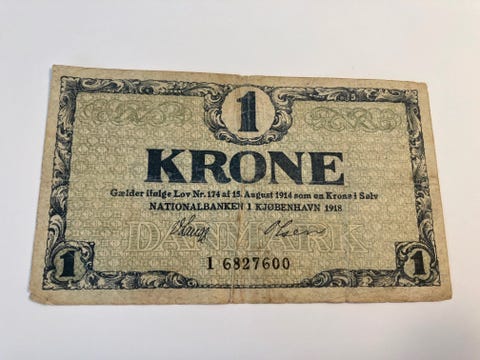 1
KRONE
Gælder ifølge Lov Nr. 174 af 15. August 1914 som en Krone i Sølv
NATIONALBANKEN I KJØBENHAVN 1918
DANMARK
1 6827600
1 1